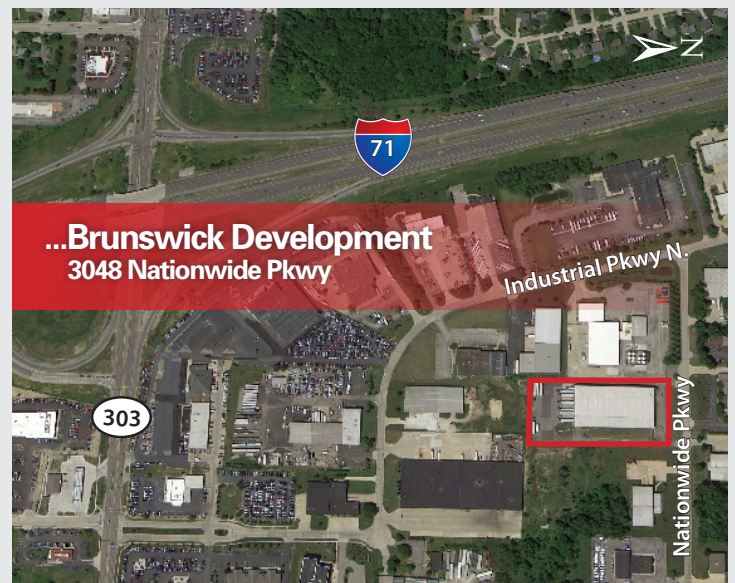 N
71
...Brunswick Development
3048 Nationwide Pkwy
Industrial Pkwy N.
303
Nationwide Pkwy